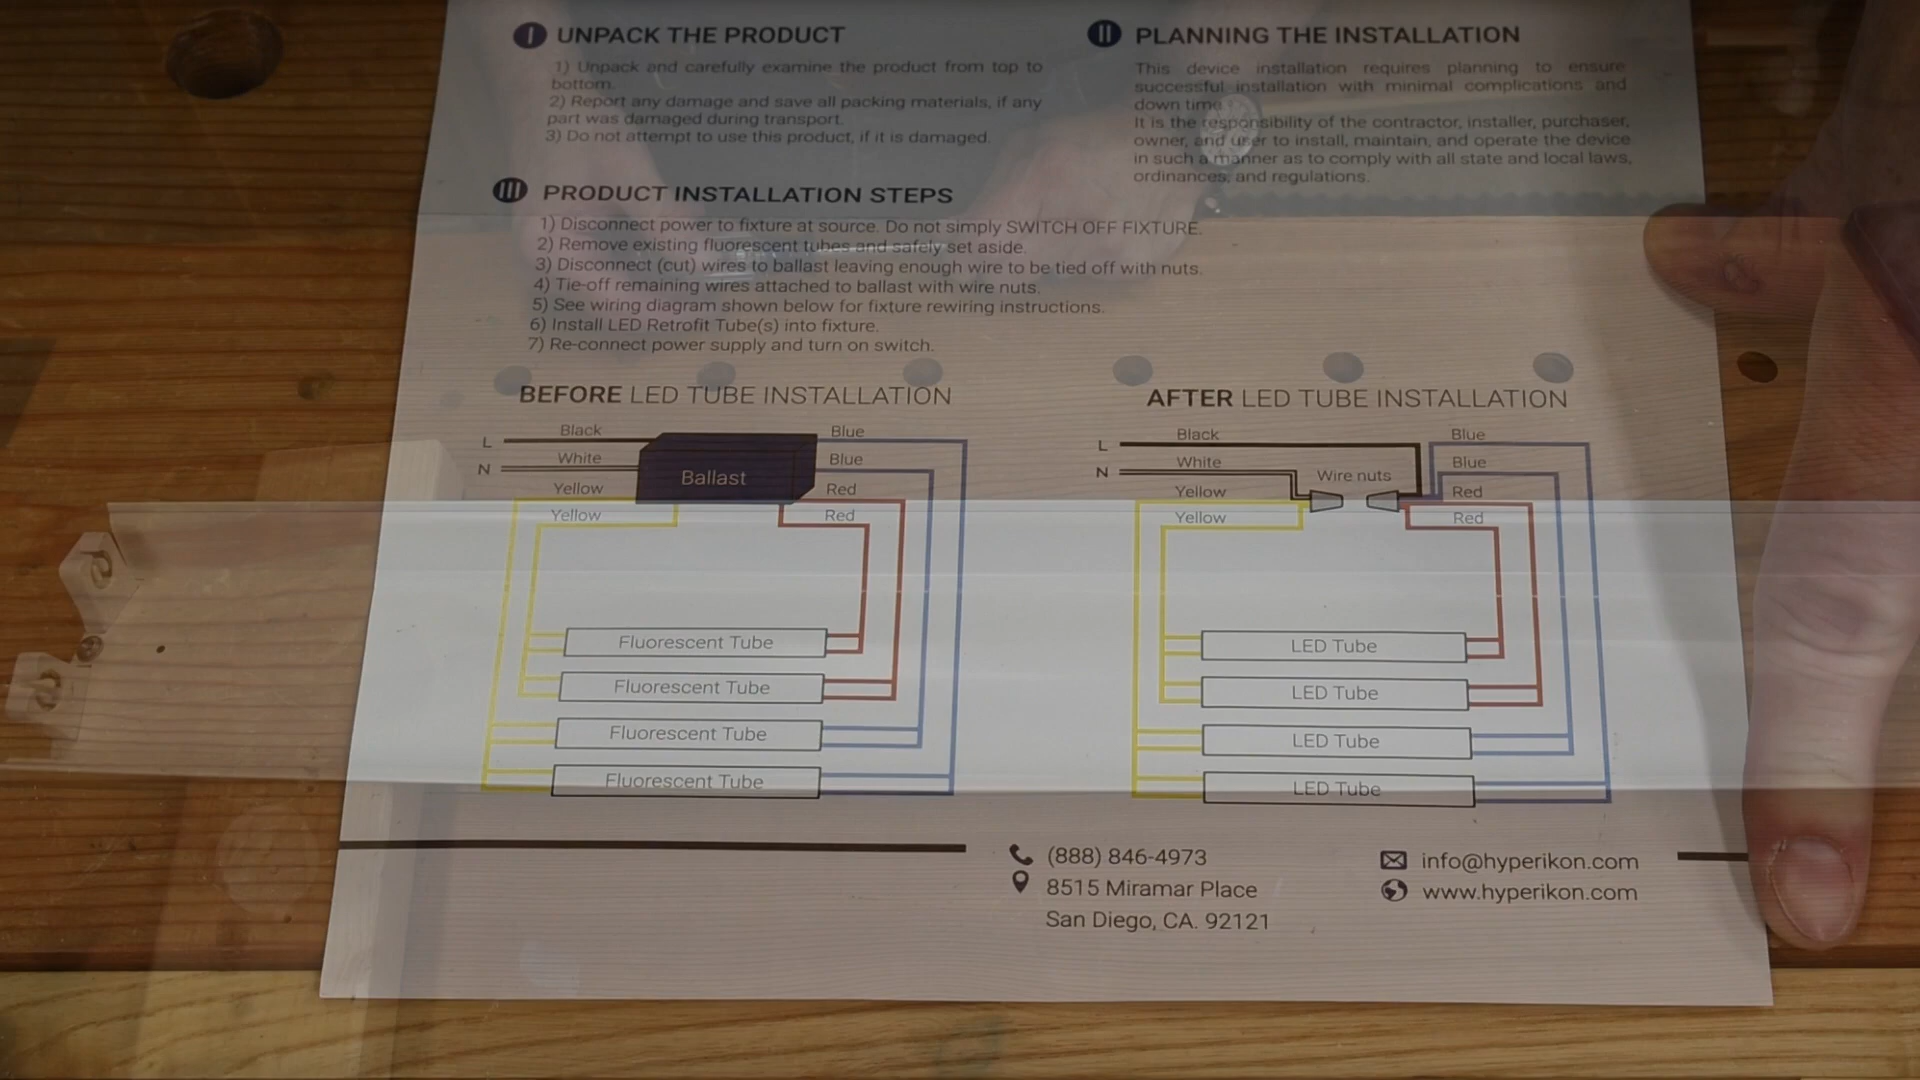 I UNPACK THE PRODUCT
1) Unpack and carefully examine the product from top to
bottom.
2) Report any damage and save all packing materials, if any
part was damaged during transport.
3) Do not attempt to use this product, if it is damaged.
II PLANNING THE INSTALLATION
This device installation requires planning to ensure
successful installation with minimal complications and
down time.
It is the responsibility of the contractor, installer, purchaser,
owner, and user to install, maintain, and operate the device
in such a manner as to comply with all state and local laws,
ordinances, and regulations.
III PRODUCT INSTALLATION STEPS
1) Disconnect power to fixture at source. Do not simply SWITCH OFF FIXTURE.
2) Remove existing fluorescent tubes and safely set aside.
3) Disconnect (cut) wires to ballast leaving enough wire to be tied off with nuts.
4) Tie-off remaining wires attached to ballast with wire nuts.
5) See wiring diagram shown below for fixture rewiring instructions.
6) Install LED Retrofit Tube(s) into fixture.
7) Re-connect power supply and turn on switch.
BEFORE LED TUBE INSTALLATION
L Black Blue
N White Ballast Blue
Yellow Red
Yellow Red
Fluorescent Tube
Fluorescent Tube
Fluorescent Tube
Fluorescent Tube
AFTER LED TUBE INSTALLATION
L Black Blue
N White Blue
Wire nuts
Yellow Red
Yellow Red
LED Tube
LED Tube
LED Tube
LED Tube
(888) 846-4973
8515 Miramar Place
San Diego, CA. 92121
info@hyperikon.com
www.hyperikon.com